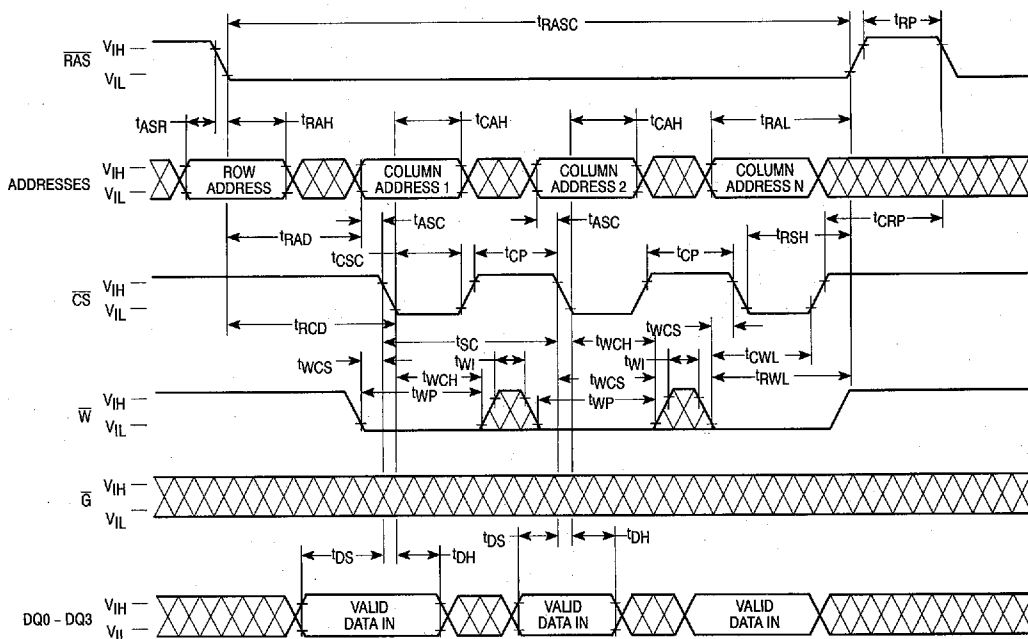 tRASC
tRP
RAS
VIH
VIL
tASR
tRAH
tCAH
tCAH
tRAL
ADDRESSES
VIH
VIL
ROW ADDRESS
COLUMN ADDRESS 1
COLUMN ADDRESS 2
COLUMN ADDRESS N
tRAD
tASC
tASC
tRSH
tCRP
tCSC
tCP
tCP
CS
VIH
VIL
tRCD
tSC
tWCH
tWCS
tCWL
tWCS
tWCH
tWI
tWCS
tWI
tRWL
tWP
tWP
W
VIH
VIL
G
VIH
VIL
tDS
tDH
tDS
tDH
DQ0 – DQ3
VIH
VIL
VALID DATA IN
VALID DATA IN
VALID DATA IN